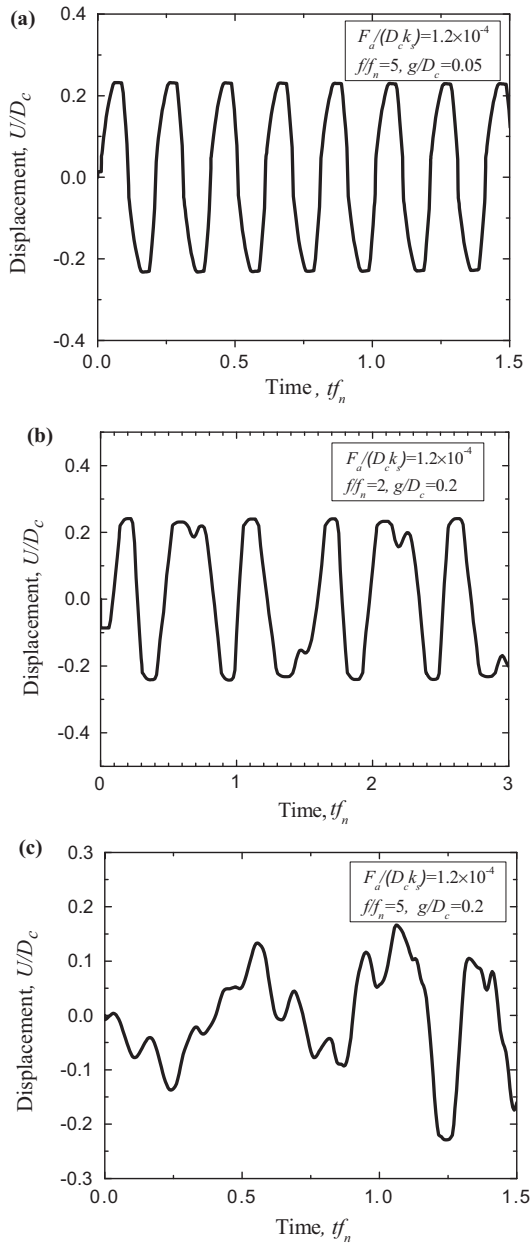 (a)
F_a/(D_c k_s)=1.2×10^-4
f/f_n=5, g/D_c=0.05
0.4
0.2
0.0
-0.2
-0.4
Displacement, U/D_c
0.0
0.5
1.0
1.5
Time , tf_n
(b)
F_a/(D_c k_s)=1.2×10^-4
f/f_n=2, g/D_c=0.2
0.4
0.2
0.0
-0.2
-0.4
Displacement, U/D_c
0
1
2
3
Time, tf_n
(c)
F_a/(D_c k_s)=1.2×10^-4
f/f_n=5, g/D_c=0.2
0.3
0.2
0.1
0.0
-0.1
-0.2
-0.3
Displacement, U/D_c
0.0
0.5
1.0
1.5
Time, tf_n